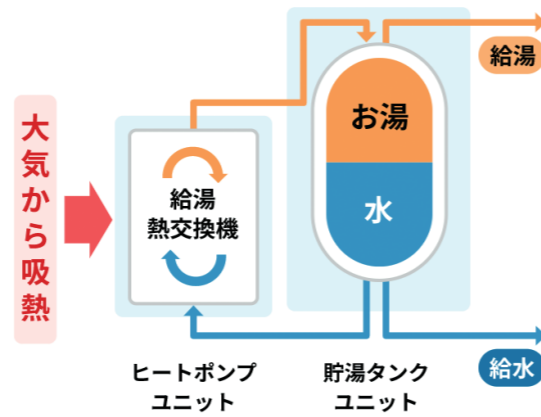 給湯
お湯
大気から吸熱
給湯
熱交換機
水
給水
ヒートポンプ
ユニット
貯湯タンク
ユニット